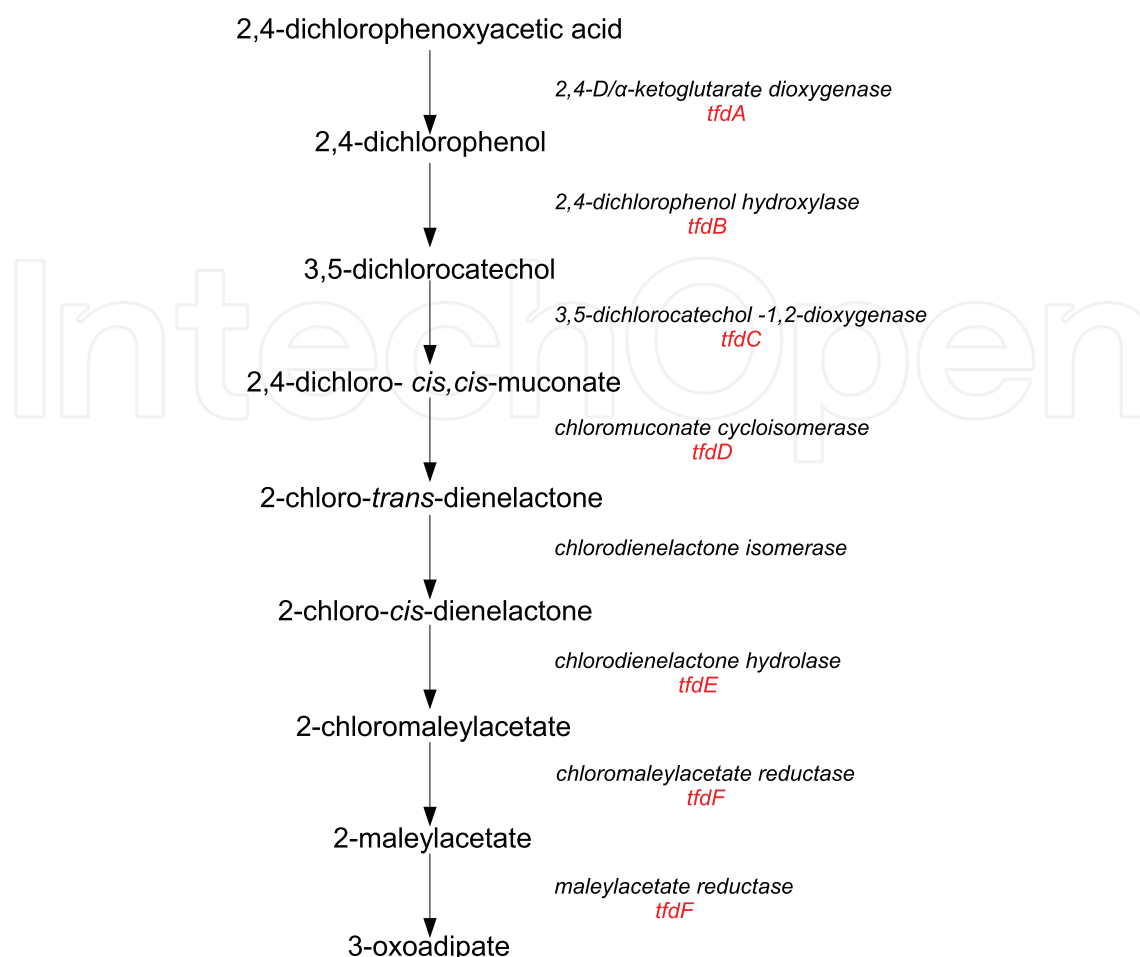 2,4-dichlorophenoxyacetic acid
2,4-D/α-ketoglutarate dioxygenase
tfdA
2,4-dichlorophenol
2,4-dichlorophenol hydroxylase
tfdB
3,5-dichlorocatechol
3,5-dichlorocatechol -1,2-dioxygenase
tfdC
2,4-dichloro- cis,cis-muconate
chloromuconate cycloisomerase
tfdD
2-chloro-trans-dienelactone
chlorodienelactone isomerase
2-chloro-cis-dienelactone
chlorodienelactone hydrolase
tfdE
2-chloromaleylacetate
chloromaleylacetate reductase
tfdF
2-maleylacetate
maleylacetate reductase
tfdF
3-oxoadipate
IntechOpen